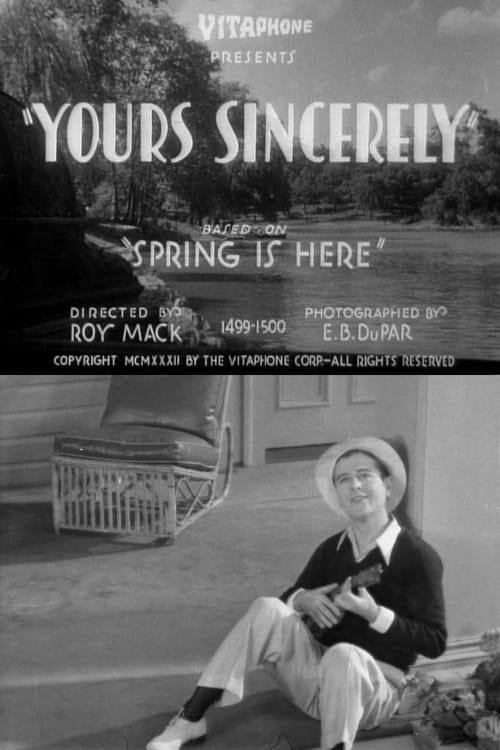 VITAPHONE
PRESENTS
"YOURS SINCERELY"
BASED-ON
"SPRING IS HERE"
DIRECTED BY
ROY MACK
1499-1500
PHOTOGRAPHED BY
E.B. DuPAR
COPYRIGHT MCMXXXII BY THE VITAPHONE CORP.-ALL RIGHTS RESERVED